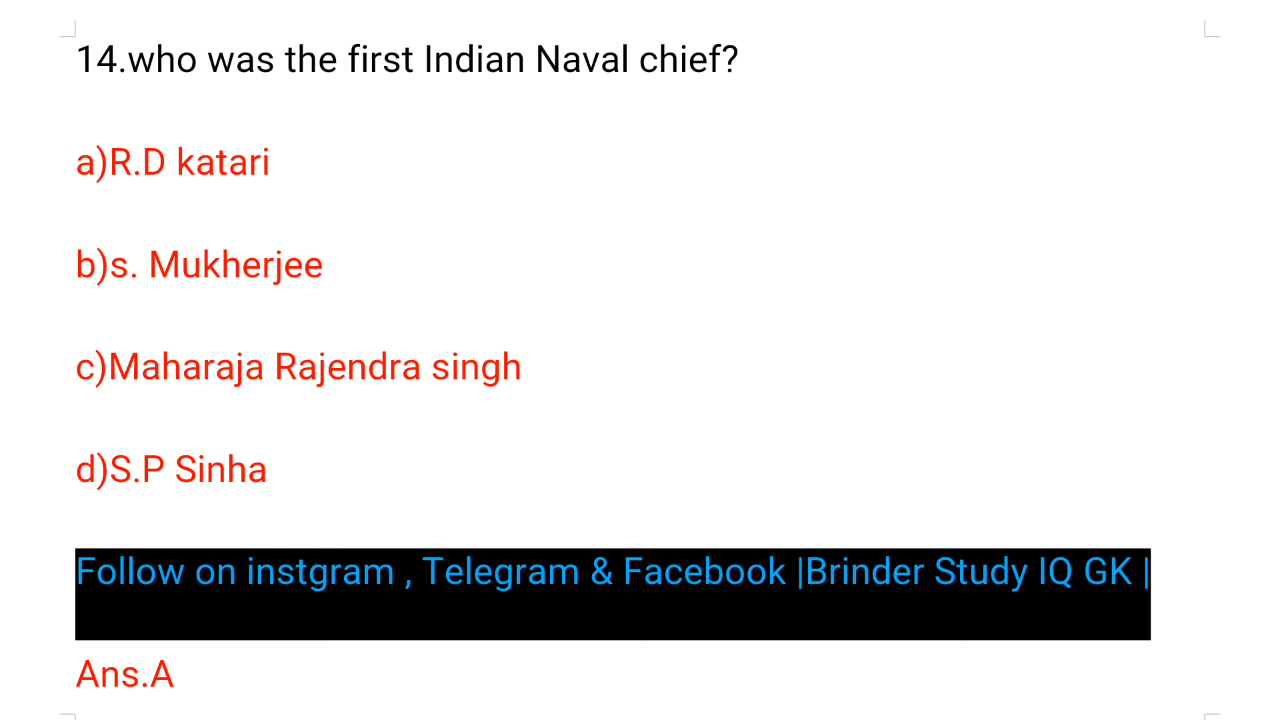 14.who was the first Indian Naval chief?
a)R.D katari
b)s. Mukherjee
c)Maharaja Rajendra singh
d)S.P Sinha
Follow on instgram , Telegram & Facebook |Brinder Study IQ GK |
Ans.A